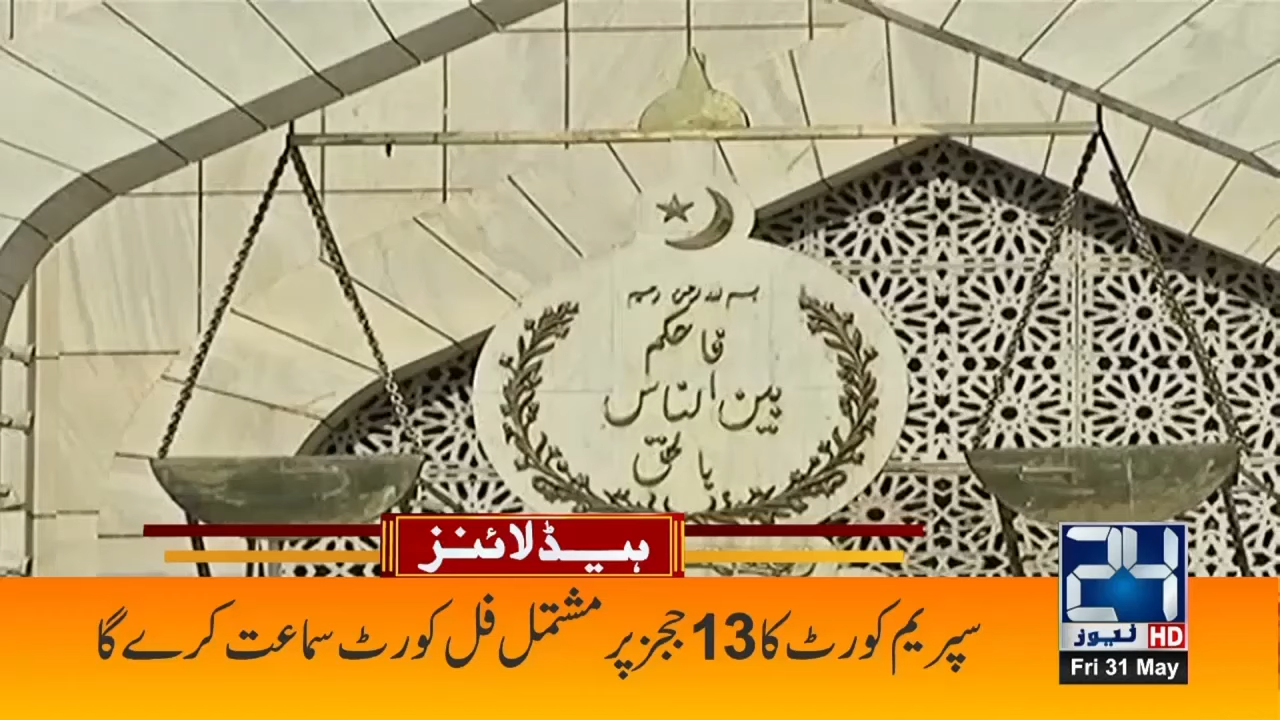 بسم اللہ الرحمن الرحیم
فاحکم
بین الناس
بالحق
ہیڈلائنز
سپریم کورٹ کا 13 ججز پر مشتمل فل کورٹ سماعت کرے گا
24
نیوز HD
Fri 31 May